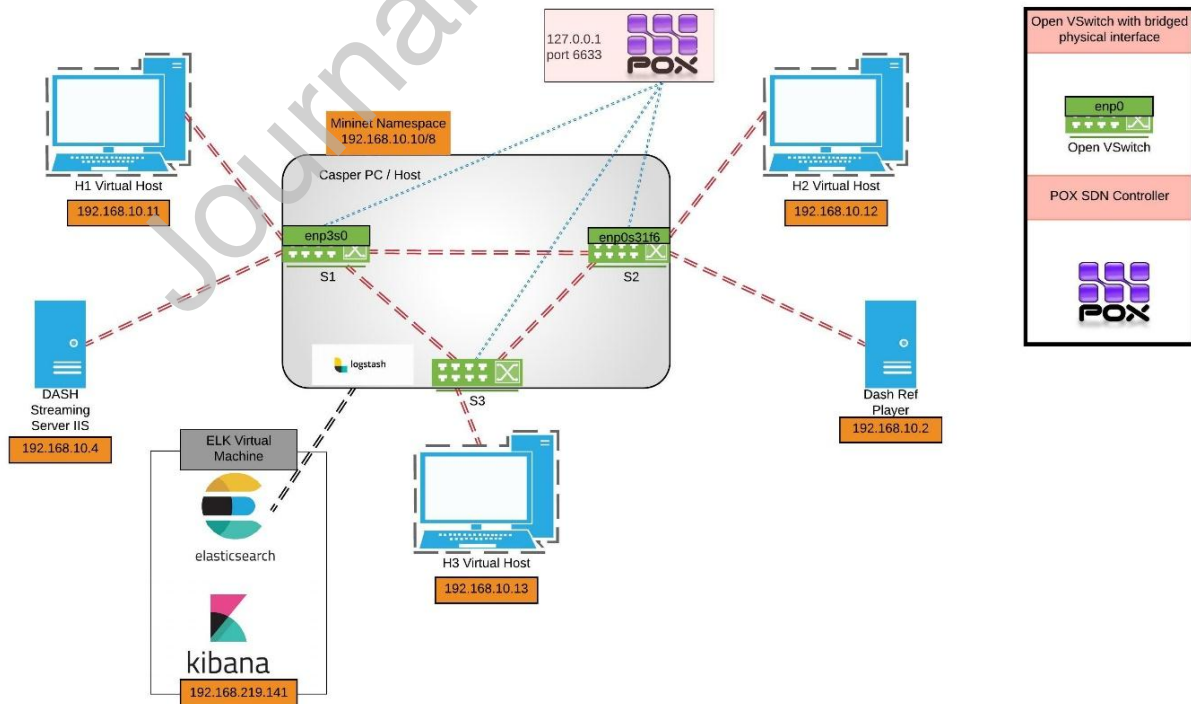 127.0.0.1
port 6633
POX
Open VSwitch with bridged
physical interface
enp0
Open VSwitch
POX SDN Controller
POX
Journal
Mininet Namespace
192.168.10.10/8
Casper PC / Host
H1 Virtual Host
192.168.10.11
H2 Virtual Host
192.168.10.12
enp3s0
S1
enp0s31f6
S2
logstash
S3
DASH
Streaming
Server IIS
192.168.10.4
Dash Ref
Player
192.168.10.2
ELK Virtual
Machine
elasticsearch
kibana
192.168.219.141
H3 Virtual Host
192.168.10.13